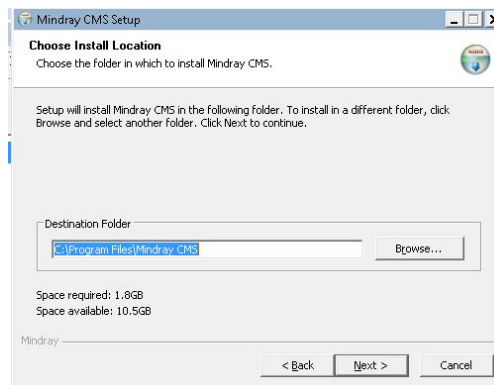 Mindray CMS Setup
Choose Install Location
Choose the folder in which to install Mindray CMS.
Setup will install Mindray CMS in the following folder. To install in a different folder, click
Browse and select another folder. Click Next to continue.
Destination Folder
C:\Program Files\Mindray CMS
Browse...
Space required: 1.8GB
Space available: 10.5GB
Mindray
< Back
Next >
Cancel